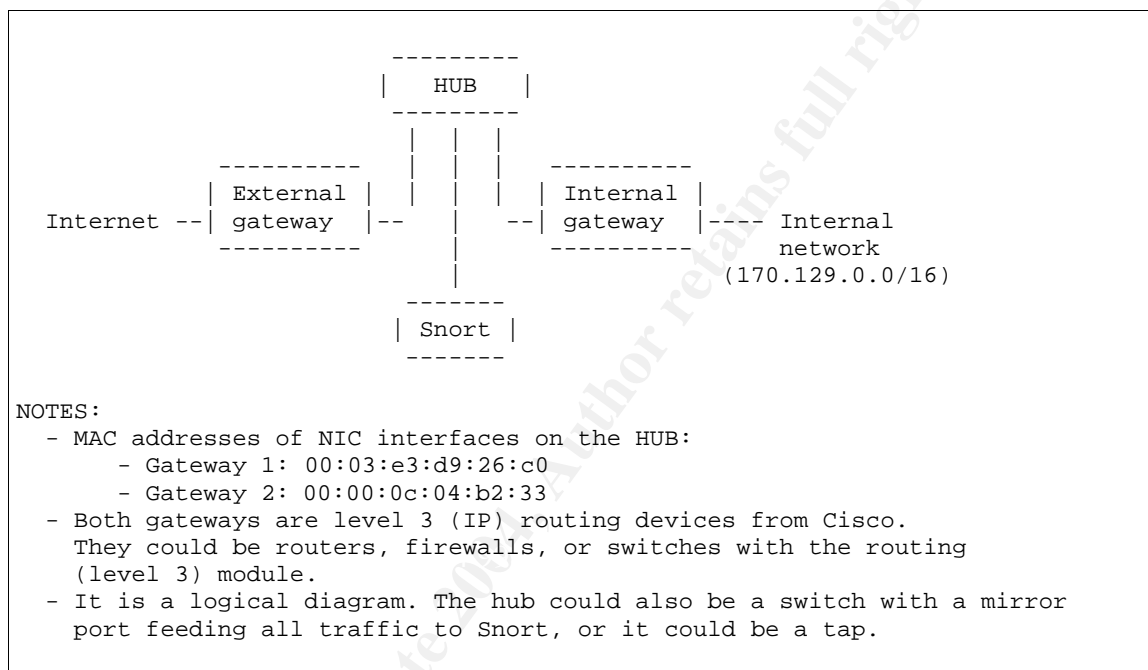 HUB
External
Internet --| gateway |--
Internal
--| gateway |---- Internal
network
(170.129.0.0/16)
Snort
NOTES:
- MAC addresses of NIC interfaces on the HUB:
- Gateway 1: 00:03:e3:d9:26:c0
- Gateway 2: 00:00:0c:04:b2:33
- Both gateways are level 3 (IP) routing devices from Cisco.
They could be routers, firewalls, or switches with the routing
(level 3) module.
- It is a logical diagram. The hub could also be a switch with a mirror
port feeding all traffic to Snort, or it could be a tap.
2004, Author retains full